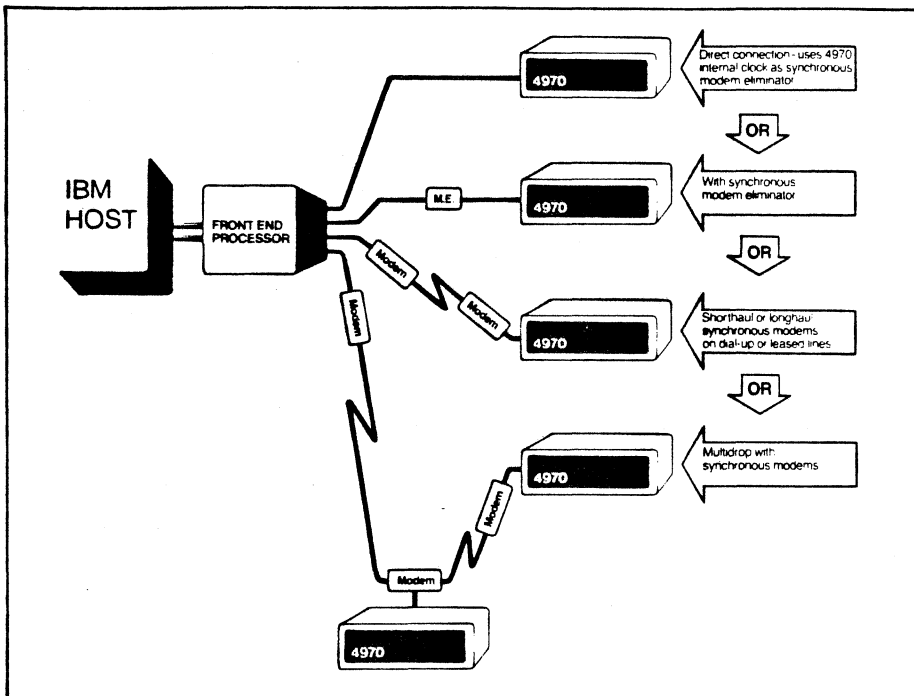 4970
Direct connection - uses 4970
internal clock as synchronous
modem eliminator
OR
IBM
HOST
FRONT END
PROCESSOR
M.E.
4970
With synchronous
modem eliminator
OR
Modem
Modem
Modem
4970
Shorthaul or longhaul
synchronous modems
on dial-up or leased lines
OR
4970
Multidrop with
synchronous modems
Modem
Modem
4970